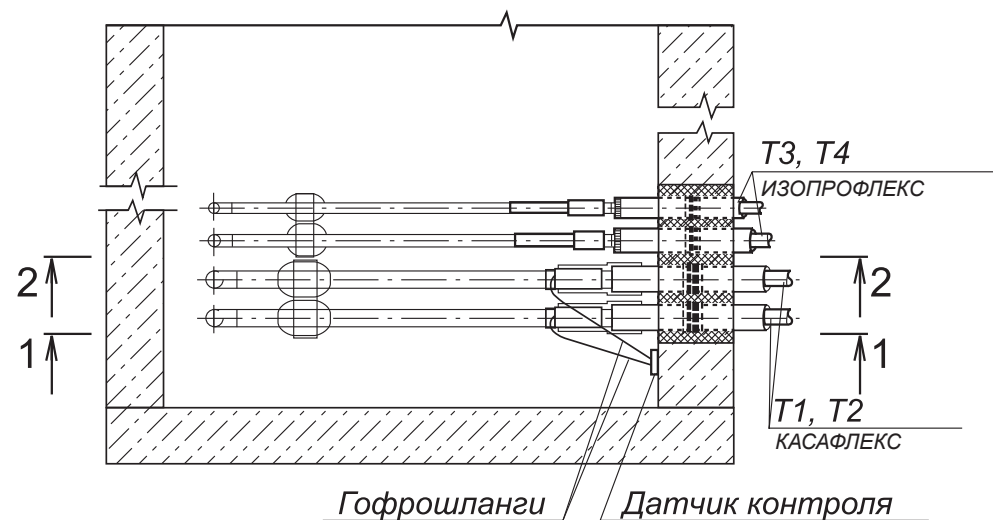 Т3, Т4
ИЗОПРОФЛЕКС
2 2
1 1
Т1, Т2
КАСАФЛЕКС
Гофрошланги Датчик контроля